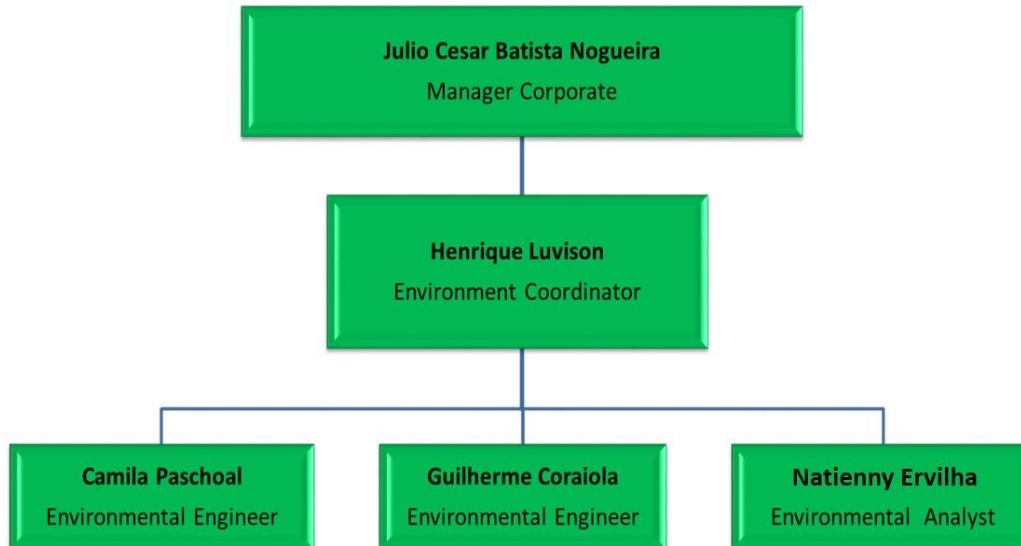 Julio Cesar Batista Nogueira
Manager Corporate
Henrique Luvison
Environment Coordinator
Camila Paschoal
Environmental Engineer
Guilherme Coraiola
Environmental Engineer
Natienny Ervilha
Environmental Analyst